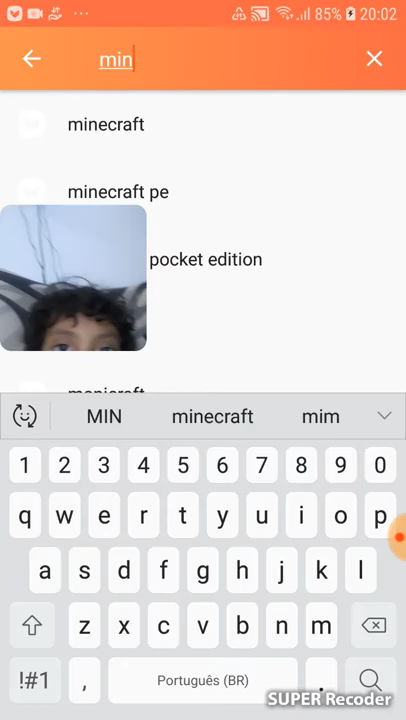 85% 20:02
min
minecraft
minecraft pe
pocket edition
MIN minecraft mim
1 2 3 4 5 6 7 8 9 0
q w e r t y u i o p
a s d f g h j k l
z x c v b n m
!#1 , Português (BR) .
SUPER Recoder